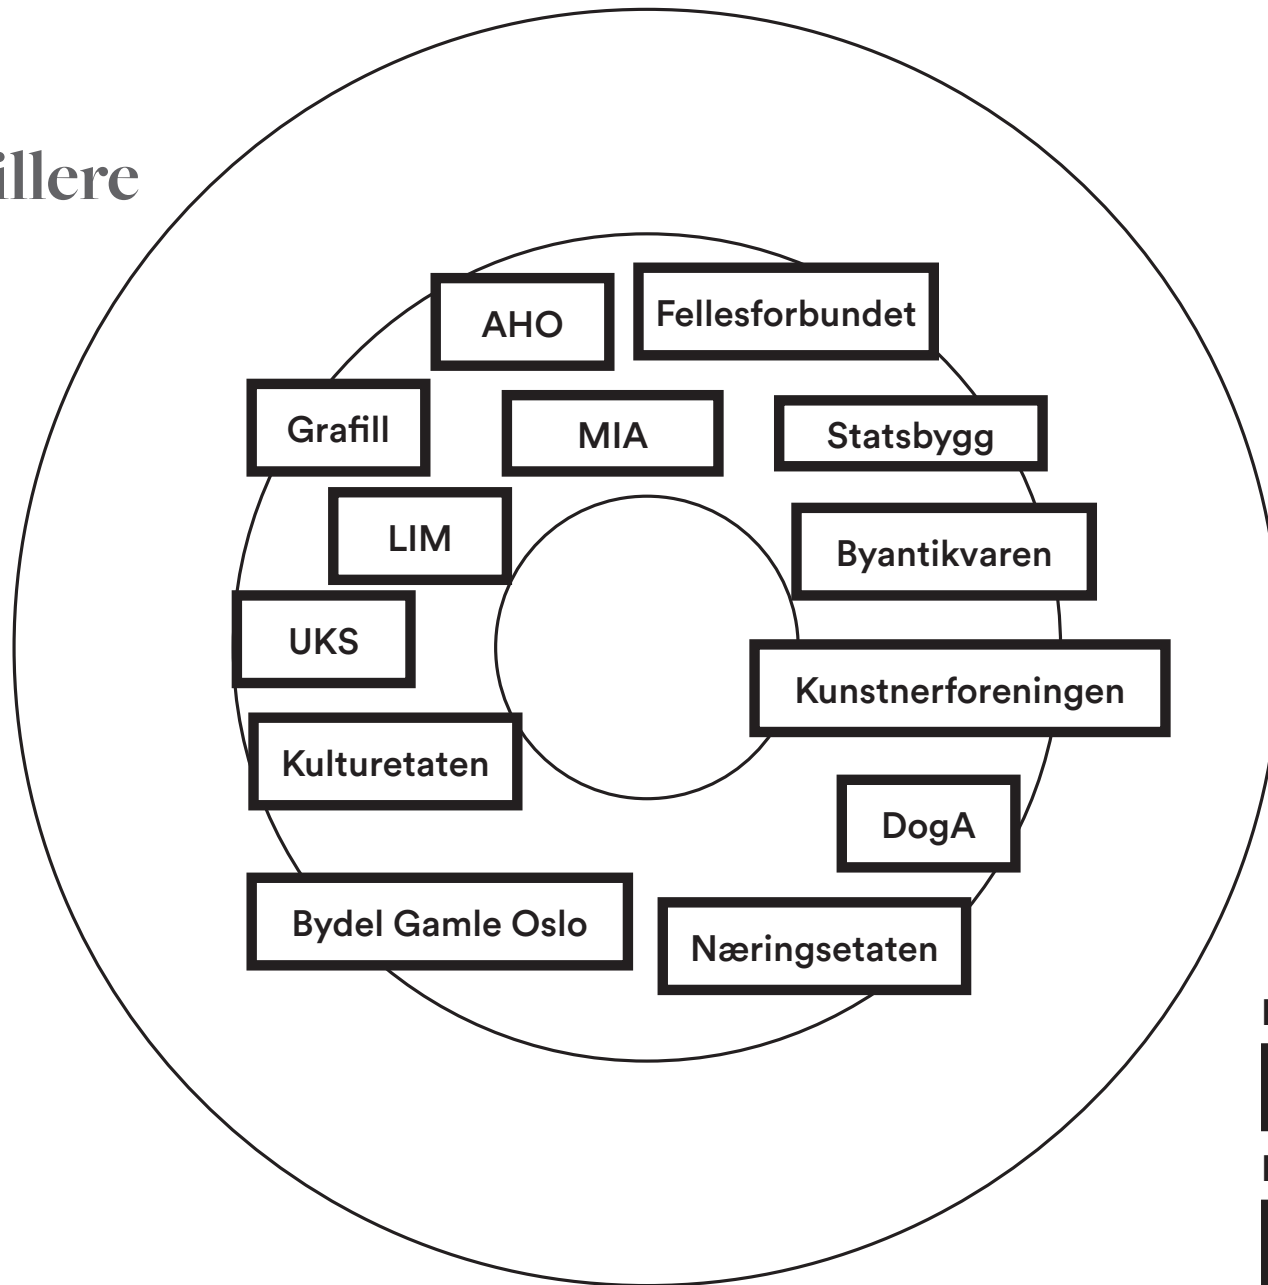 illere
AHO
Fellesforbundet
Grafill
MIA
Statsbygg
LIM
Byantikvaren
UKS
Kunstnerforeningen
Kulturetaten
DogA
Bydel Gamle Oslo
Næringsetaten